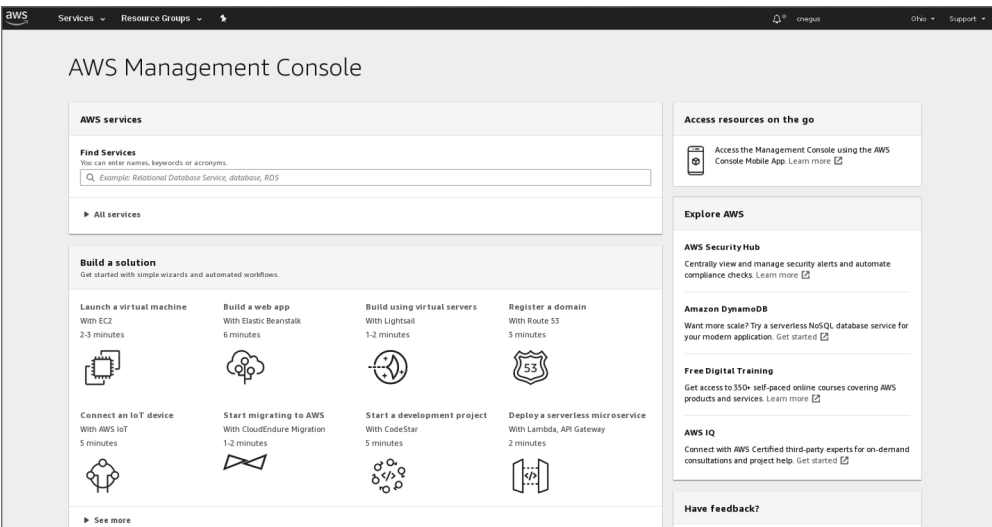 aws
Services
Resource Groups
cnegus
Ohio
Support
AWS Management Console
AWS services
Find Services
You can enter names, keywords or acronyms.
Example: Relational Database Service, database, RDS
All services
Build a solution
Get started with simple wizards and automated workflows.
Launch a virtual machine
With EC2
2-3 minutes
Build a web app
With Elastic Beanstalk
6 minutes
Build using virtual servers
With Lightsail
1-2 minutes
Register a domain
With Route 53
3 minutes
53
Connect an IoT device
With AWS IoT
5 minutes
Start migrating to AWS
With CloudEndure Migration
1-2 minutes
Start a development project
With CodeStar
5 minutes
</>
Deploy a serverless microservice
With Lambda, API Gateway
2 minutes
</>
See more
Access resources on the go
Access the Management Console using the AWS
Console Mobile App. Learn more
Explore AWS
AWS Security Hub
Centrally view and manage security alerts and automate
compliance checks. Learn more
Amazon DynamoDB
Want more scale? Try a serverless NoSQL database service for
your modern application. Get started
Free Digital Training
Get access to 350+ self-paced online courses covering AWS
products and services. Learn more
AWS IQ
Connect with AWS Certified third-party experts for on-demand
consultations and project help. Get started
Have feedback?